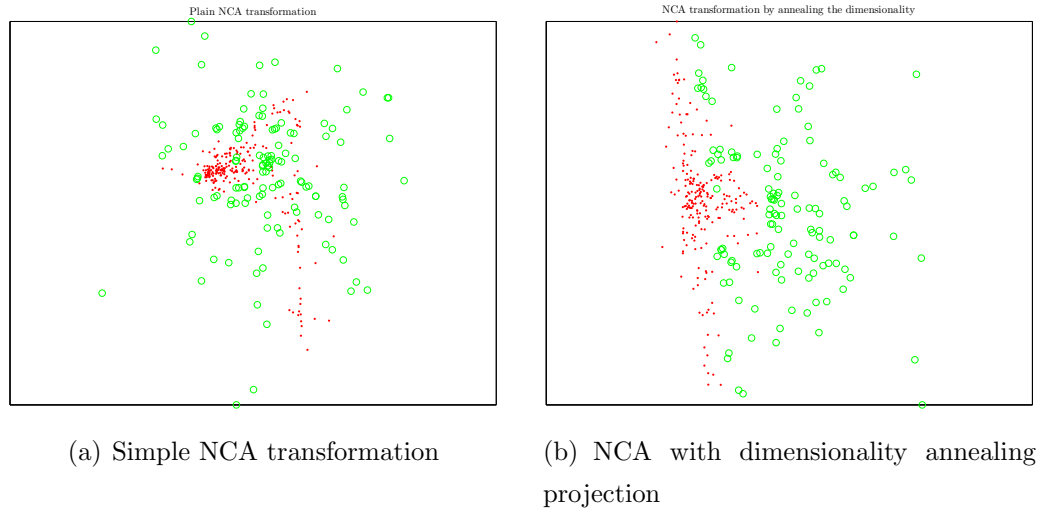 Plain NCA transformation
NCA transformation by annealing the dimensionality
(a) Simple NCA transformation
(b) NCA with dimensionality annealing
projection